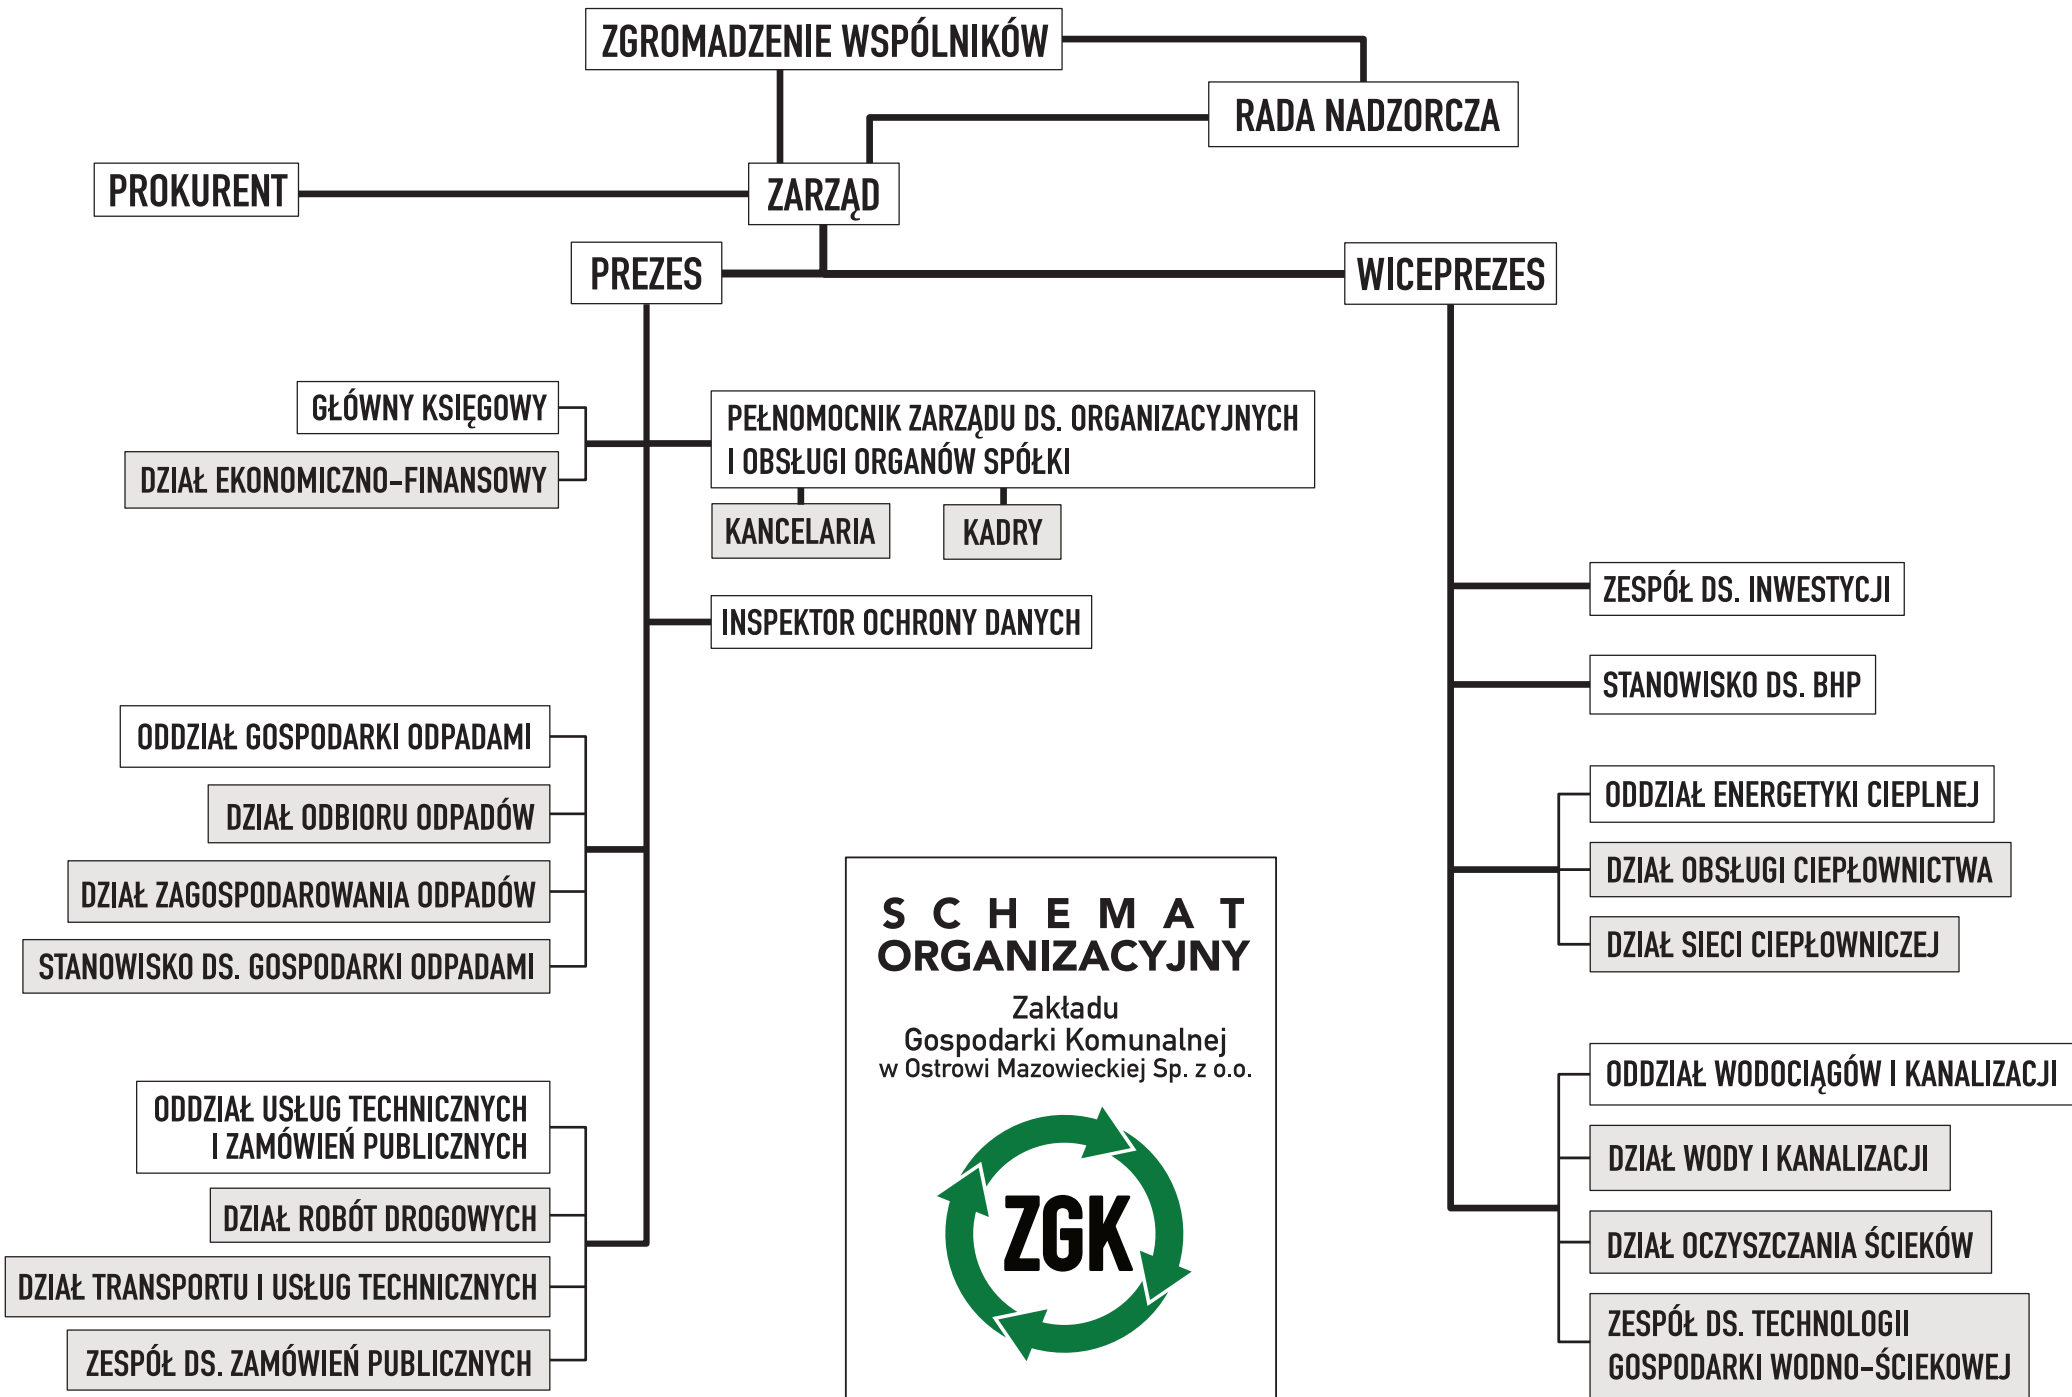 ZGROMADZENIE WSPÓLNIKÓW
RADA NADZORCZA
PROKURENT
ZARZĄD
PREZES
WICEPREZES
GŁÓWNY KSIĘGOWY
DZIAŁ EKONOMICZNO-FINANSOWY
PEŁNOMOCNIK ZARZĄDU DS. ORGANIZACYJNYCH
I OBSŁUGI ORGANÓW SPÓŁKI
KANCELARIA
KADRY
INSPEKTOR OCHRONY DANYCH
ODDZIAŁ GOSPODARKI ODPADAMI
DZIAŁ ODBIORU ODPADÓW
DZIAŁ ZAGOSPODAROWANIA ODPADÓW
STANOWISKO DS. GOSPODARKI ODPADAMI
ODDZIAŁ USŁUG TECHNICZNYCH
I ZAMÓWIEŃ PUBLICZNYCH
DZIAŁ ROBÓT DROGOWYCH
DZIAŁ TRANSPORTU I USŁUG TECHNICZNYCH
ZESPÓŁ DS. ZAMÓWIEŃ PUBLICZNYCH
SCHEMAT
ORGANIZACYJNY
Zakładu
Gospodarki Komunalnej
w Ostrowi Mazowieckiej Sp. z o.o.
ZGK
ZESPÓŁ DS. INWESTYCJI
STANOWISKO DS. BHP
ODDZIAŁ ENERGETYKI CIEPLNEJ
DZIAŁ OBSŁUGI CIEPŁOWNICTWA
DZIAŁ SIECI CIEPŁOWNICZEJ
ODDZIAŁ WODOCIĄGÓW I KANALIZACJI
DZIAŁ WODY I KANALIZACJI
DZIAŁ OCZYSZCZANIA ŚCIEKÓW
ZESPÓŁ DS. TECHNOLOGII
GOSPODARKI WODNO-ŚCIEKOWEJ